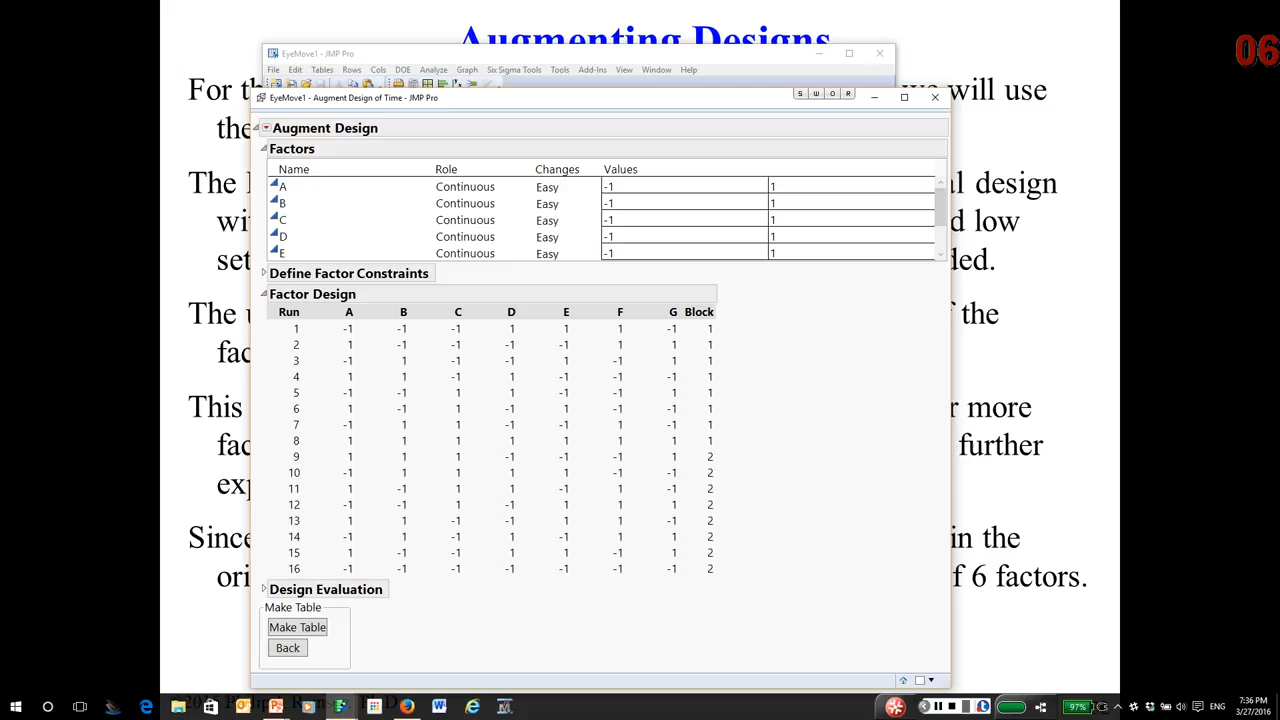 Augmenting Designs
06
EyeMove1 - JMP Pro
File Edit Tables Rows Cols DOE Analyze Graph Six Sigma Tools Tools Add-Ins View Window Help
For th we will use
the
EyeMove1 - Augment Design of Time - JMP Pro
S W O R
Augment Design
Factors
Name Role Changes Values
A Continuous Easy -1 1
B Continuous Easy -1 1
C Continuous Easy -1 1
D Continuous Easy -1 1
E Continuous Easy -1 1
The l design
wi d low
set ded.
Define Factor Constraints
Factor Design
Run A B C D E F G Block
1 -1 -1 -1 1 1 1 -1 1
2 1 -1 -1 -1 -1 1 1 1
3 -1 1 -1 -1 1 -1 1 1
4 1 1 -1 1 -1 -1 -1 1
5 -1 -1 1 1 -1 -1 1 1
6 1 -1 1 -1 1 -1 -1 1
7 -1 1 1 -1 -1 1 -1 1
8 1 1 1 1 1 1 1 1
9 1 1 1 -1 -1 -1 1 2
10 -1 1 1 1 1 -1 -1 2
11 1 -1 1 1 -1 1 -1 2
12 -1 -1 1 -1 1 1 1 2
13 1 1 -1 -1 1 1 -1 2
14 -1 1 -1 1 -1 1 1 2
15 1 -1 -1 1 1 -1 1 2
16 -1 -1 -1 -1 -1 -1 -1 2
The f the
fac
This r more
fac further
exp
Since in the
ori of 6 factors.
Design Evaluation
Make Table
Make Table
Back
97%
ENG
7:36 PM
3/27/2016